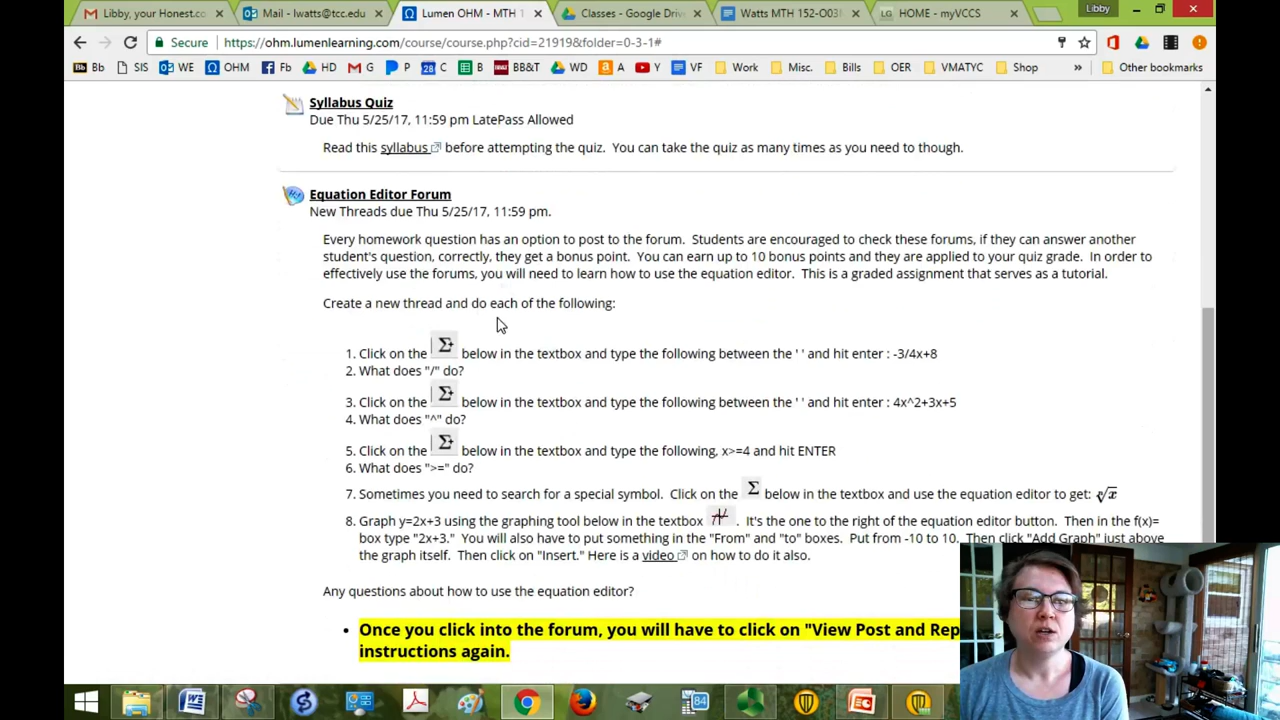 Libby, your Honest.co
Mail - lwatts@tcc.edu
Lumen OHM - MTH 1
Classes - Google Driv
Watts MTH 152-O03
HOME - myVCCS
Libby
Secure https://ohm.lumenlearning.com/course/course.php?cid=21919&folder=0-3-1#
Bb SIS WE OHM Fb HD G P C B BB&T WD A Y VF Work Misc. Bills OER VMATYC Shop » Other bookmarks
Syllabus Quiz
Due Thu 5/25/17, 11:59 pm LatePass Allowed
Read this syllabus before attempting the quiz. You can take the quiz as many times as you need to though.
Equation Editor Forum
New Threads due Thu 5/25/17, 11:59 pm.
Every homework question has an option to post to the forum. Students are encouraged to check these forums, if they can answer another
student's question, correctly, they get a bonus point. You can earn up to 10 bonus points and they are applied to your quiz grade. In order to
effectively use the forums, you will need to learn how to use the equation editor. This is a graded assignment that serves as a tutorial.
Create a new thread and do each of the following:
1. Click on the Σ+ below in the textbox and type the following between the ' ' and hit enter : -3/4x+8
2. What does "/" do?
3. Click on the Σ+ below in the textbox and type the following between the ' ' and hit enter : 4x^2+3x+5
4. What does "^" do?
5. Click on the Σ+ below in the textbox and type the following, x>=4 and hit ENTER
6. What does ">=" do?
7. Sometimes you need to search for a special symbol. Click on the Σ below in the textbox and use the equation editor to get:
8. Graph y=2x+3 using the graphing tool below in the textbox . It's the one to the right of the equation editor button. Then in the f(x)=
box type "2x+3." You will also have to put something in the "From" and "to" boxes. Put from -10 to 10. Then click "Add Graph" just above
the graph itself. Then click on "Insert." Here is a video on how to do it also.
Any questions about how to use the equation editor?
• Once you click into the forum, you will have to click on "View Post and Rep
instructions again.